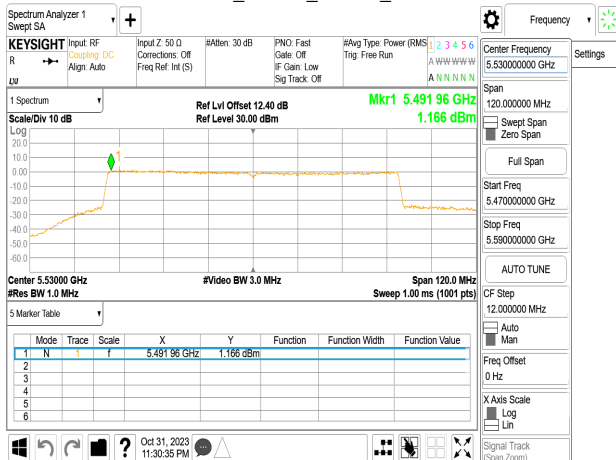 Spectrum Analyzer 1
Swept SA
Frequency
KEYSIGHT
R
LXI
Input: RF
Coupling: DC
Align: Auto
Input Z: 50 Ω
Corrections: Off
Freq Ref: Int (S)
#Atten: 30 dB
PNO: Fast
Gate: Off
IF Gain: Low
Sig Track: Off
#Avg Type: Power (RMS
Trig: Free Run
1 2 3 4 5 6
A W W W W W
A N N N N N
Center Frequency
5.530000000 GHz
Settings
Span
120.000000 MHz
Swept Span
Zero Span
Full Span
Start Freq
5.470000000 GHz
Stop Freq
5.590000000 GHz
AUTO TUNE
CF Step
12.000000 MHz
Auto
Man
Freq Offset
0 Hz
X Axis Scale
Log
Lin
Signal Track
(Span Zoom)
1 Spectrum
Scale/Div 10 dB
Ref Lvl Offset 12.40 dB
Ref Level 30.00 dBm
Mkr1 5.491 96 GHz
1.166 dBm
Log
20.0
10.0
0.00
-10.0
-20.0
-30.0
-40.0
-50.0
-60.0
1
Center 5.53000 GHz
#Res BW 1.0 MHz
#Video BW 3.0 MHz
Span 120.0 MHz
Sweep 1.00 ms (1001 pts)
5 Marker Table
Mode Trace Scale X Y Function Function Width Function Value
1 N 1 f 5.491 96 GHz 1.166 dBm
2
3
4
5
6
?
Oct 31, 2023
11:30:35 PM